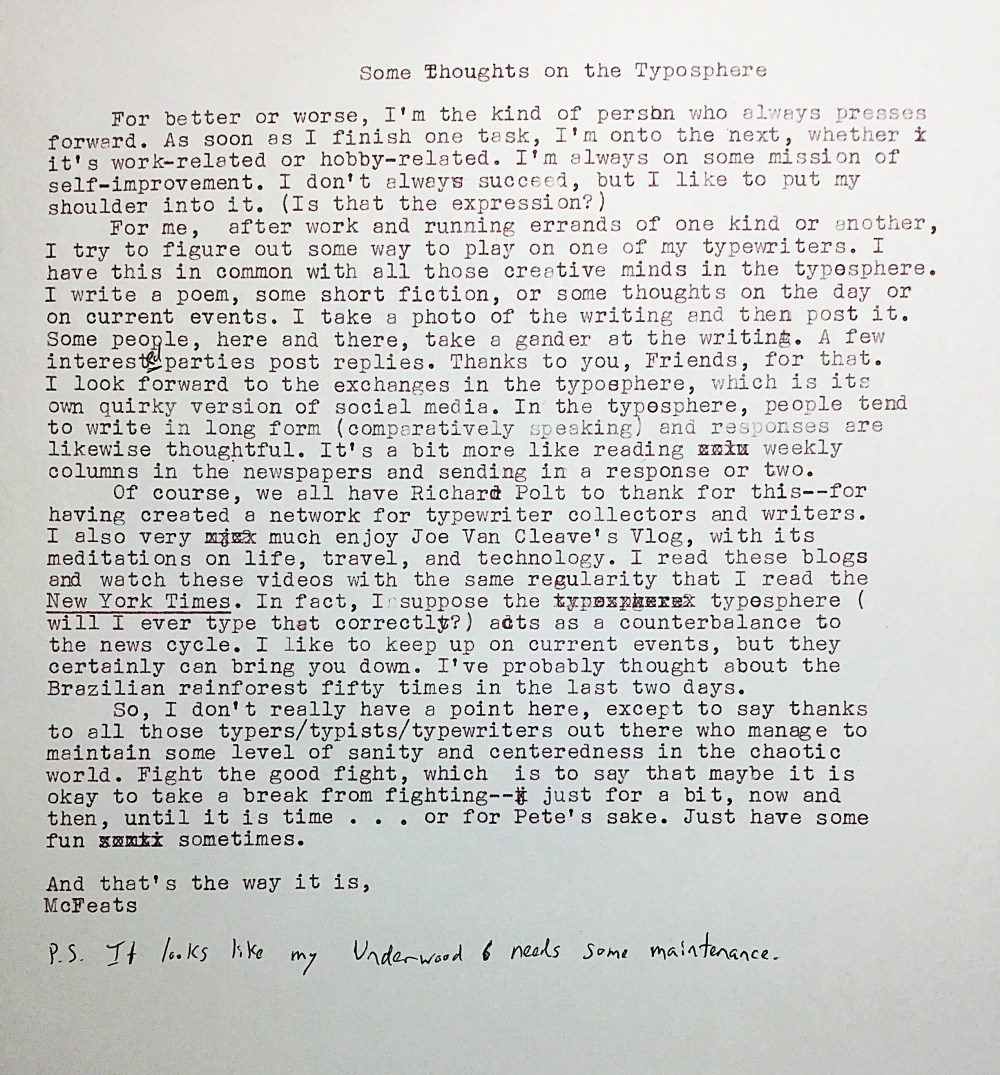 Some Thoughts on the Typosphere
For better or worse, I'm the kind of person who always presses
forward. As soon as I finish one task, I'm onto the next, whether i
it's work-related or hobby-related. I'm always on some mission of
self-improvement. I don't always succeed, but I like to put my
shoulder into it. (Is that the expression?)
For me,  after work and running errands of one kind or another,
I try to figure out some way to play on one of my typewriters. I
have this in common with all those creative minds in the typosphere.
I write a poem, some short fiction, or some thoughts on the day or
on current events. I take a photo of the writing and then post it.
Some people, here and there, take a gander at the writing. A few
interested parties post replies. Thanks to you, Friends, for that.
I look forward to the exchanges in the typosphere, which is its
own quirky version of social media. In the typosphere, people tend
to write in long form (comparatively speaking) and responses are
likewise thoughtful. It's a bit more like reading weekly
columns in the newspapers and sending in a response or two.
Of course, we all have Richard Polt to thank for this--for
having created a network for typewriter collectors and writers.
I also very much enjoy Joe Van Cleave's Vlog, with its
meditations on life, travel, and technology. I read these blogs
and watch these videos with the same regularity that I read the
New York Times. In fact, I suppose the typosphere (
will I ever type that correctly?) acts as a counterbalance to
the news cycle. I like to keep up on current events, but they
certainly can bring you down. I've probably thought about the
Brazilian rainforest fifty times in the last two days.
So, I don't really have a point here, except to say thanks
to all those typers/typists/typewriters out there who manage to
maintain some level of sanity and centeredness in the chaotic
world. Fight the good fight, which  is to say that maybe it is
okay to take a break from fighting-- just for a bit, now and
then, until it is time . . . or for Pete's sake. Just have some
fun sometimes.
And that's the way it is,
McFeats
P.S. It looks like my Underwood 6 needs some maintenance.